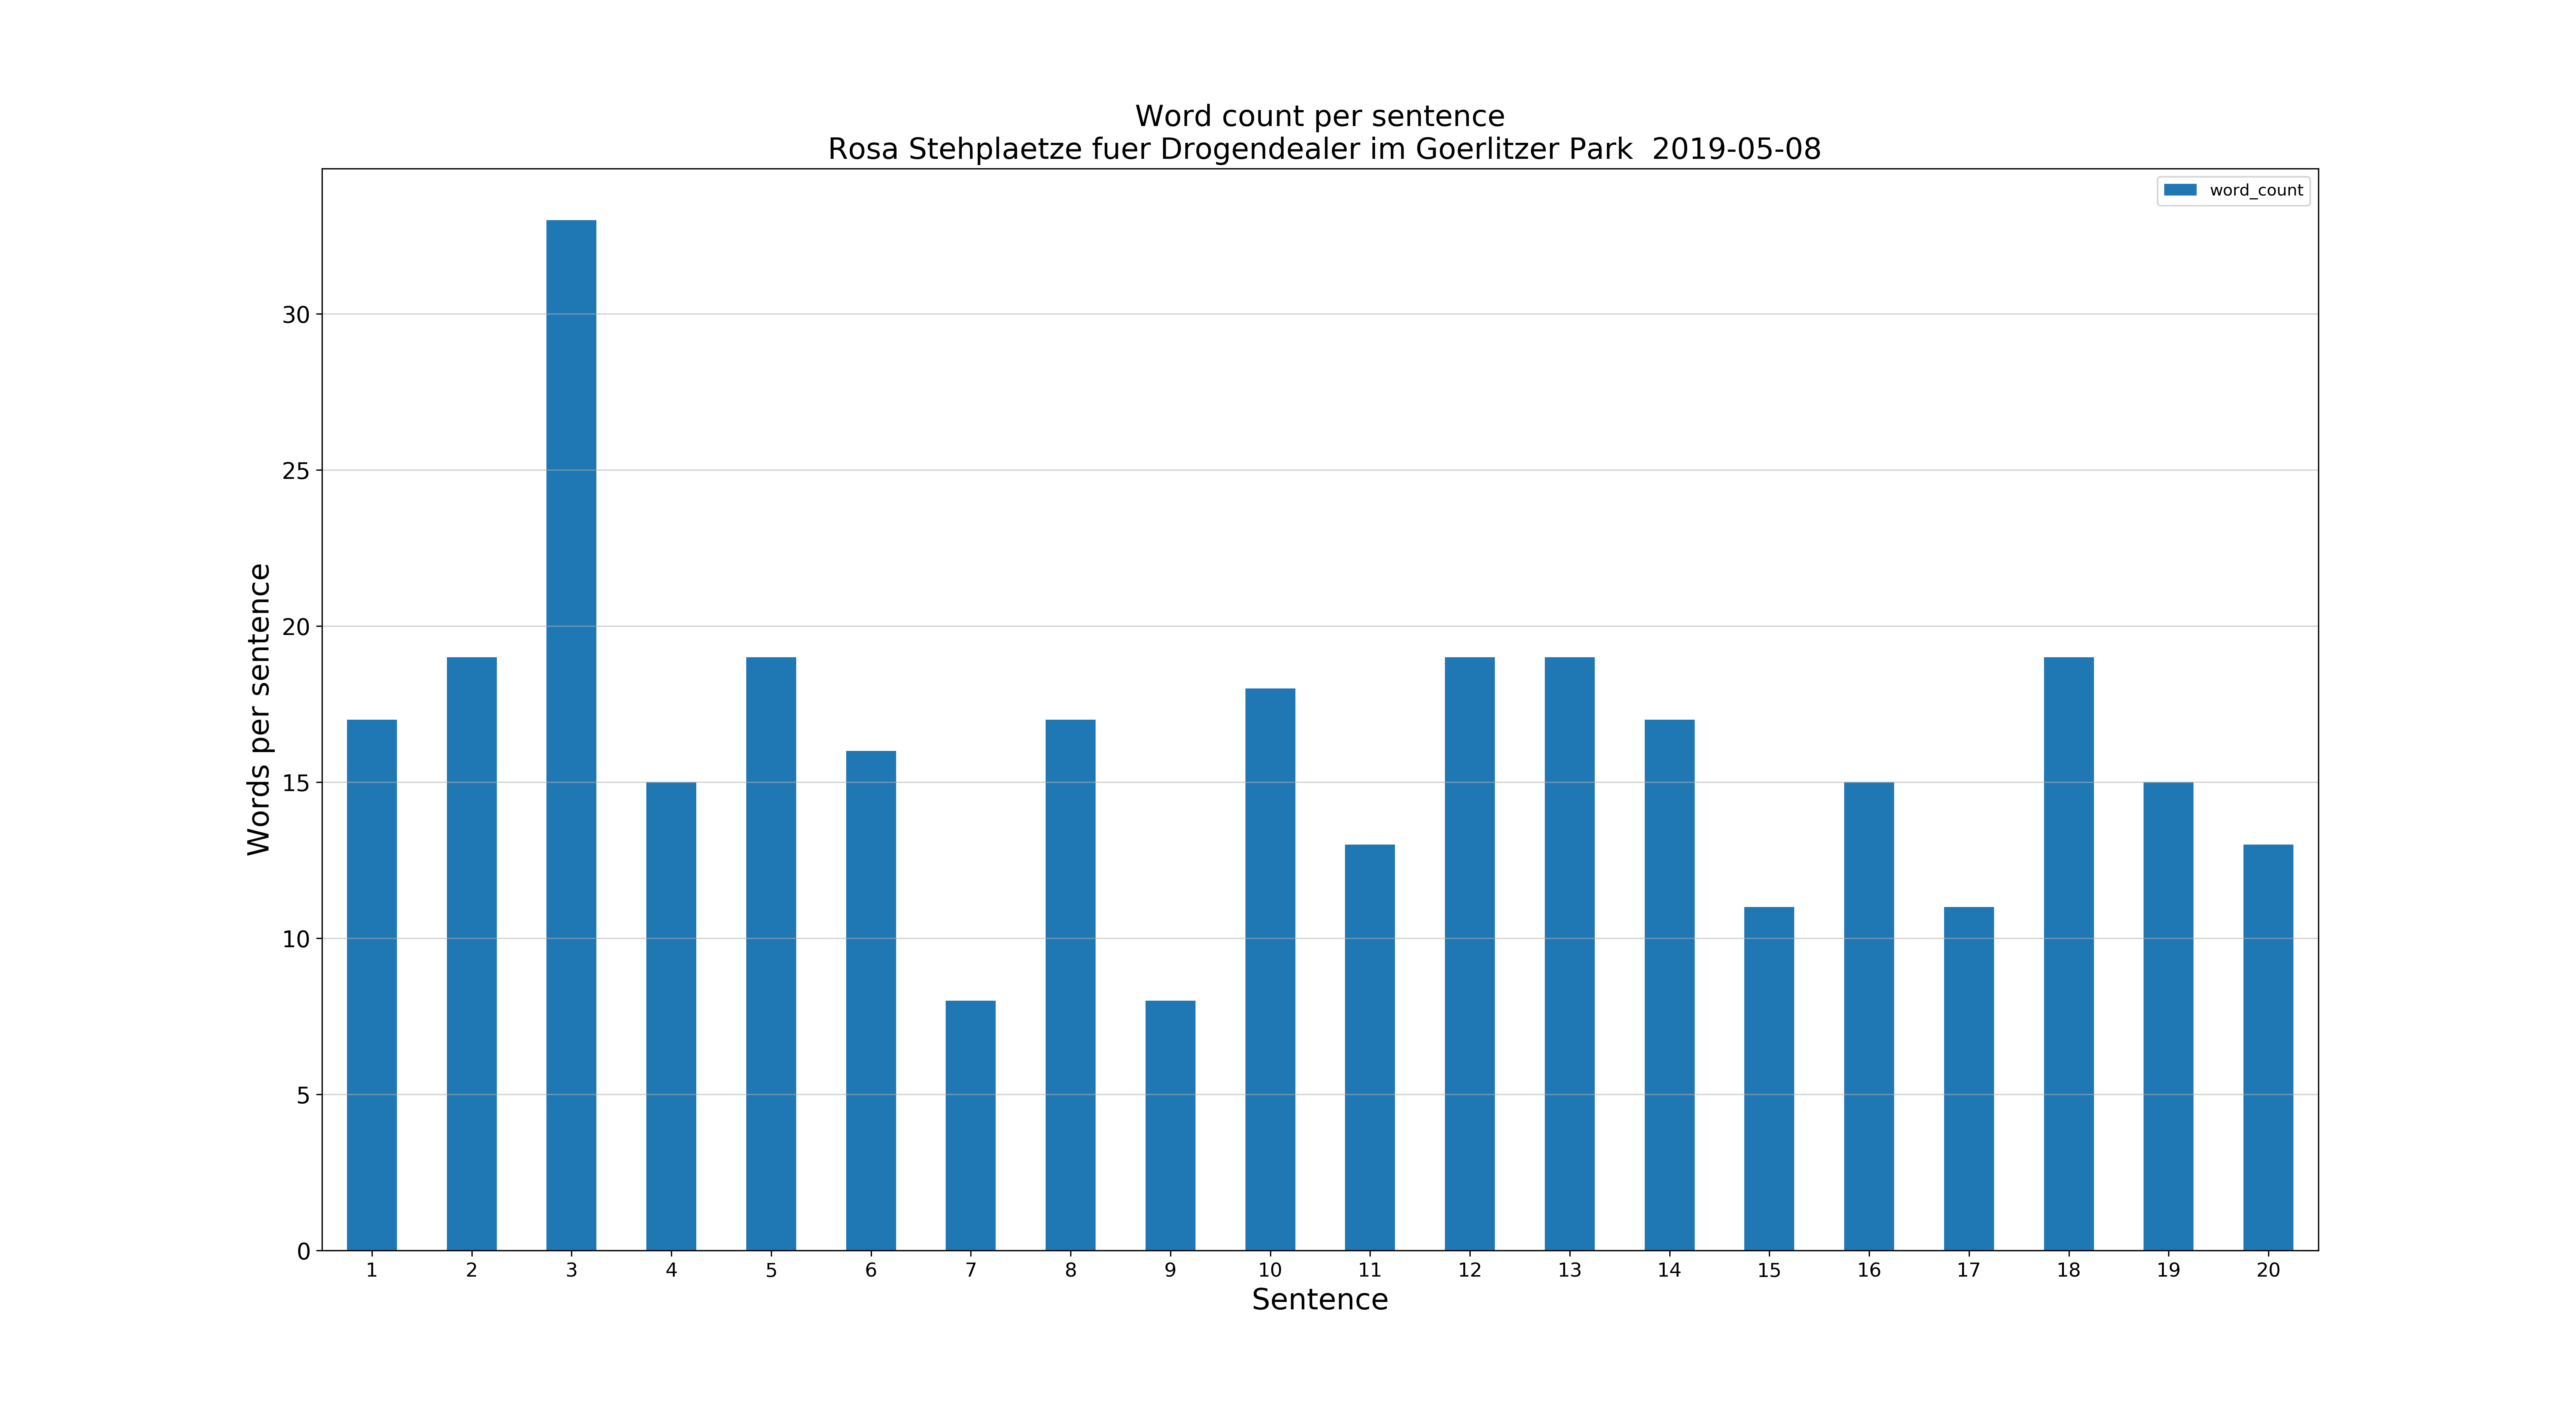 Word count per sentence
Rosa Stehplaetze fuer Drogendealer im Goerlitzer Park  2019-05-08
word_count
30
25
20
15
10
5
0
Words per sentence
1 2 3 4 5 6 7 8 9 10 11 12 13 14 15 16 17 18 19 20
Sentence